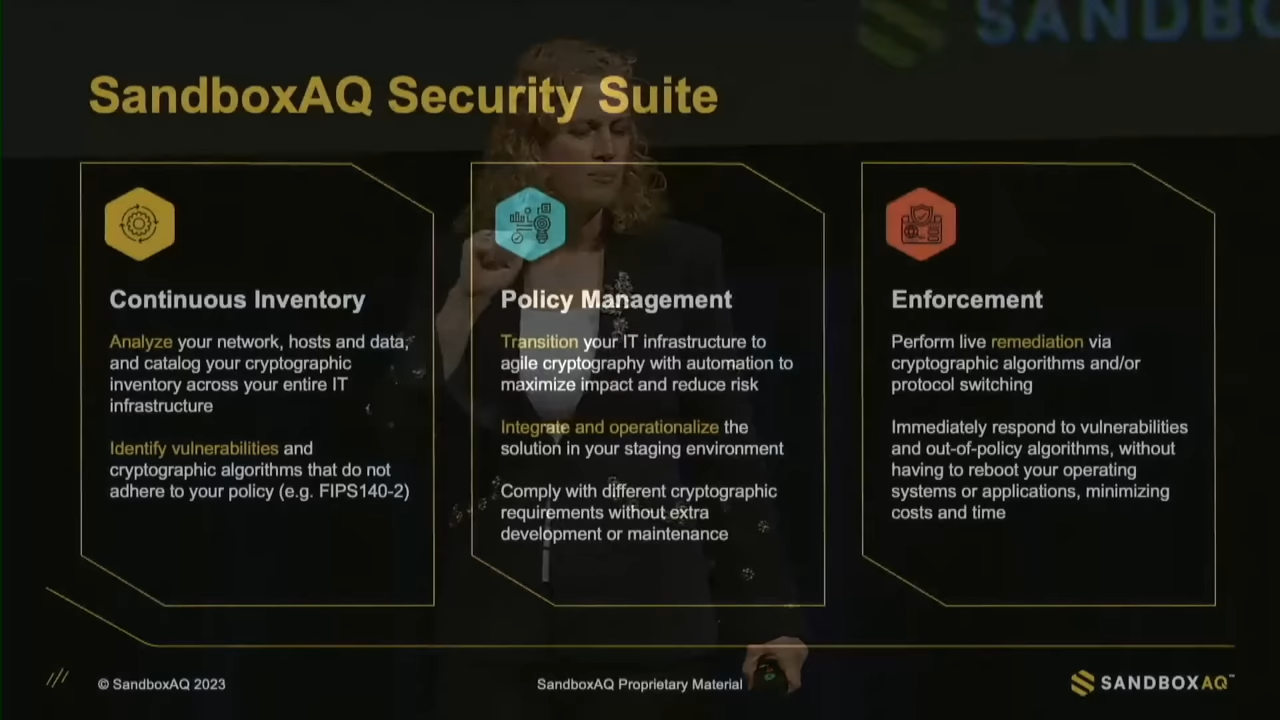 SANDBO
SandboxAQ Security Suite
Continuous Inventory
Analyze your network, hosts and data,
and catalog your cryptographic
inventory across your entire IT
infrastructure
Identify vulnerabilities and
cryptographic algorithms that do not
adhere to your policy (e.g. FIPS140-2)
Policy Management
Transition your IT infrastructure to
agile cryptography with automation to
maximize impact and reduce risk
Integrate and operationalize the
solution in your staging environment
Comply with different cryptographic
requirements without extra
development or maintenance
Enforcement
Perform live remediation via
cryptographic algorithms and/or
protocol switching
Immediately respond to vulnerabilities
and out-of-policy algorithms, without
having to reboot your operating
systems or applications, minimizing
costs and time
/// © SandboxAQ 2023
SandboxAQ Proprietary Material
SANDBOXAQ™